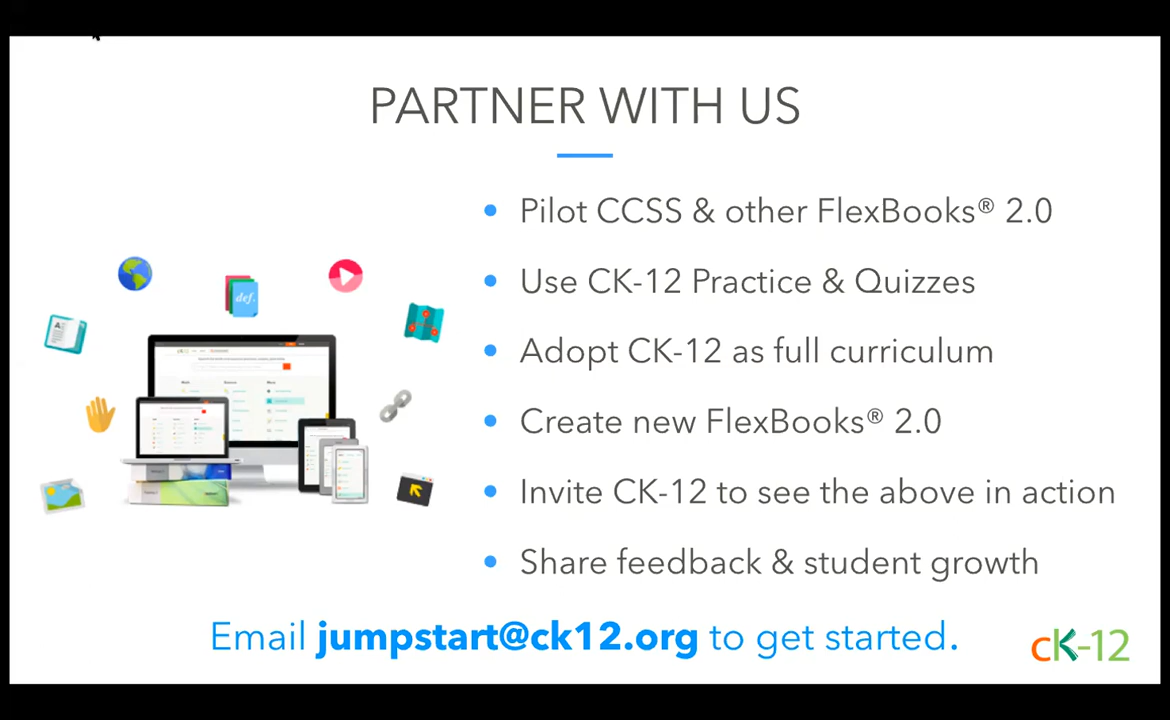 PARTNER WITH US
Pilot CCSS & other FlexBooks® 2.0
Use CK-12 Practice & Quizzes
Adopt CK-12 as full curriculum
Create new FlexBooks® 2.0
Invite CK-12 to see the above in action
Share feedback & student growth
def.
Email jumpstart@ck12.org to get started.
cK-12